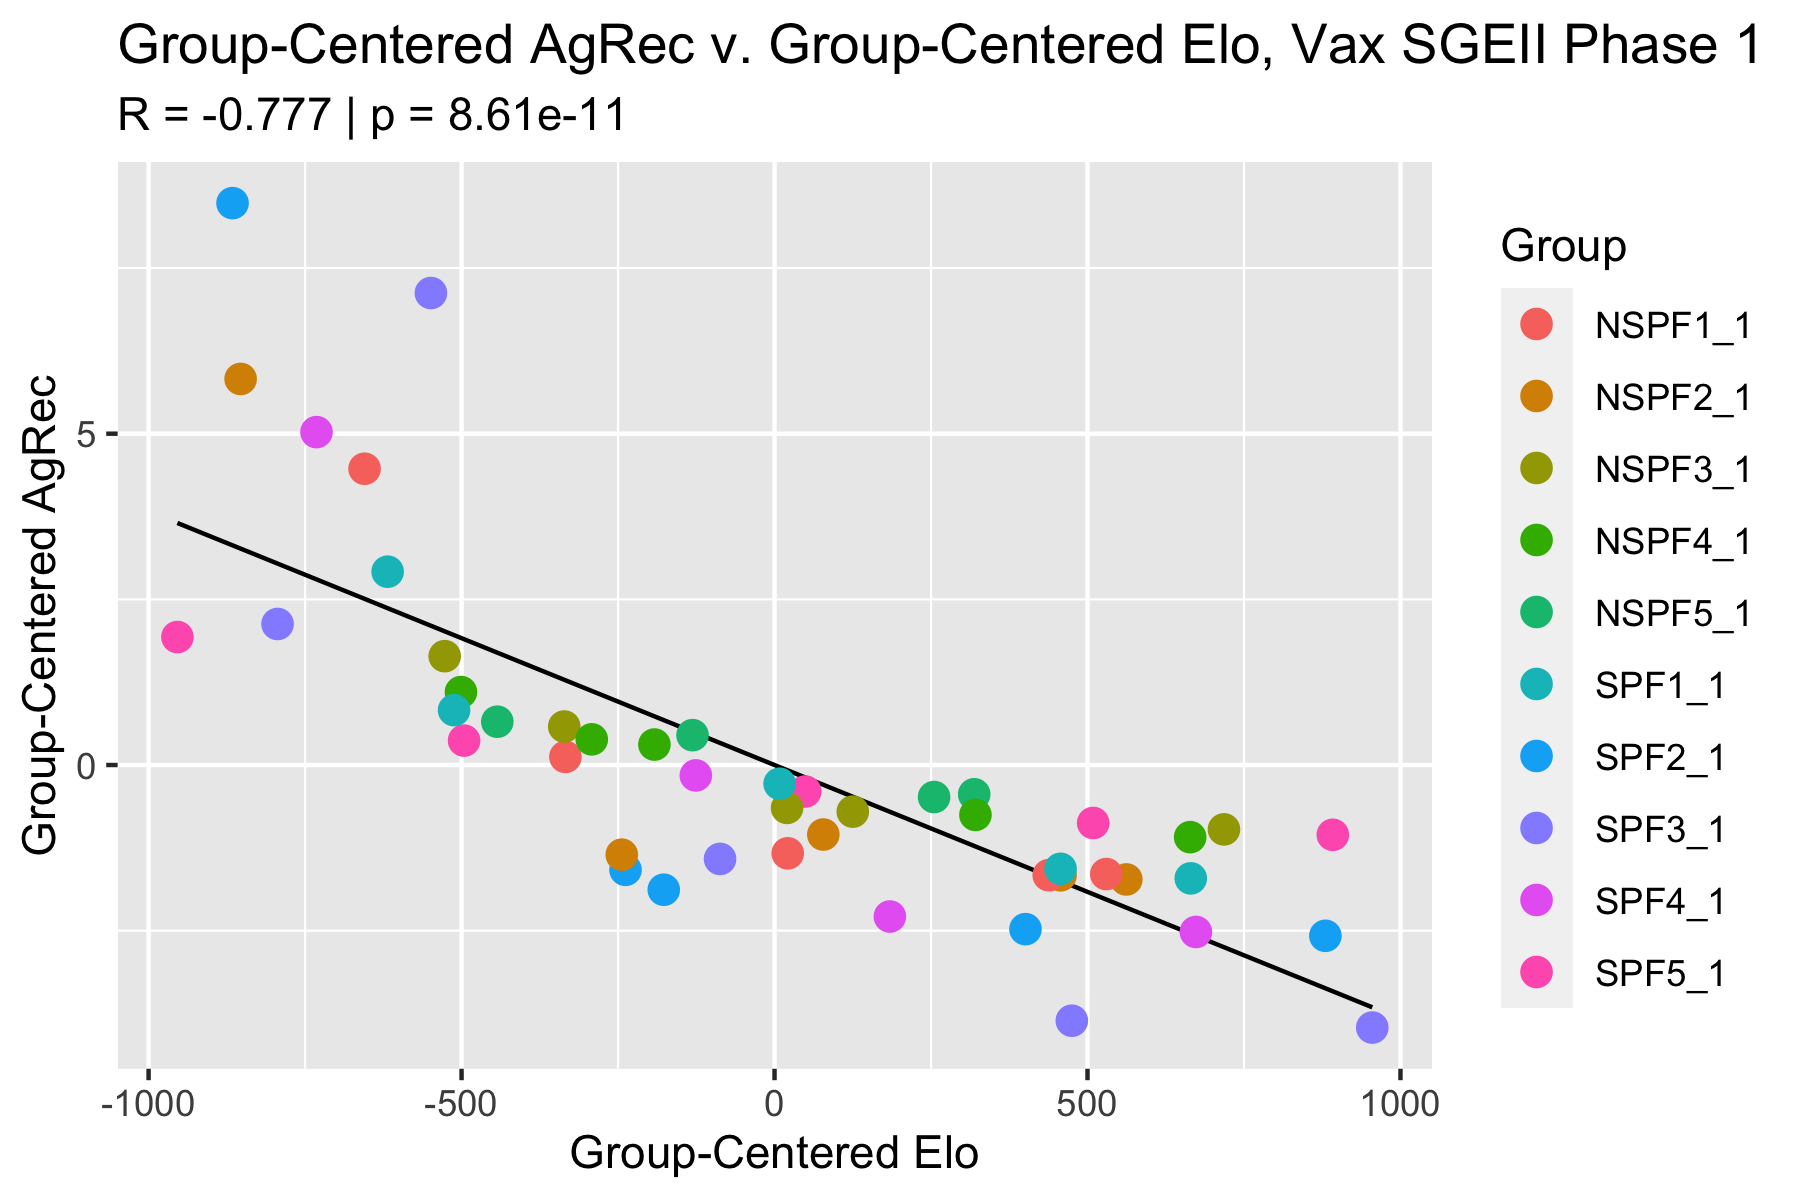 Group-Centered AgRec v. Group-Centered Elo, Vax SGEII Phase 1
R = -0.777 | p = 8.61e-11
Group-Centered AgRec
5
0
-1000
-500
0
500
1000
Group-Centered Elo
Group
NSPF1_1
NSPF2_1
NSPF3_1
NSPF4_1
NSPF5_1
SPF1_1
SPF2_1
SPF3_1
SPF4_1
SPF5_1